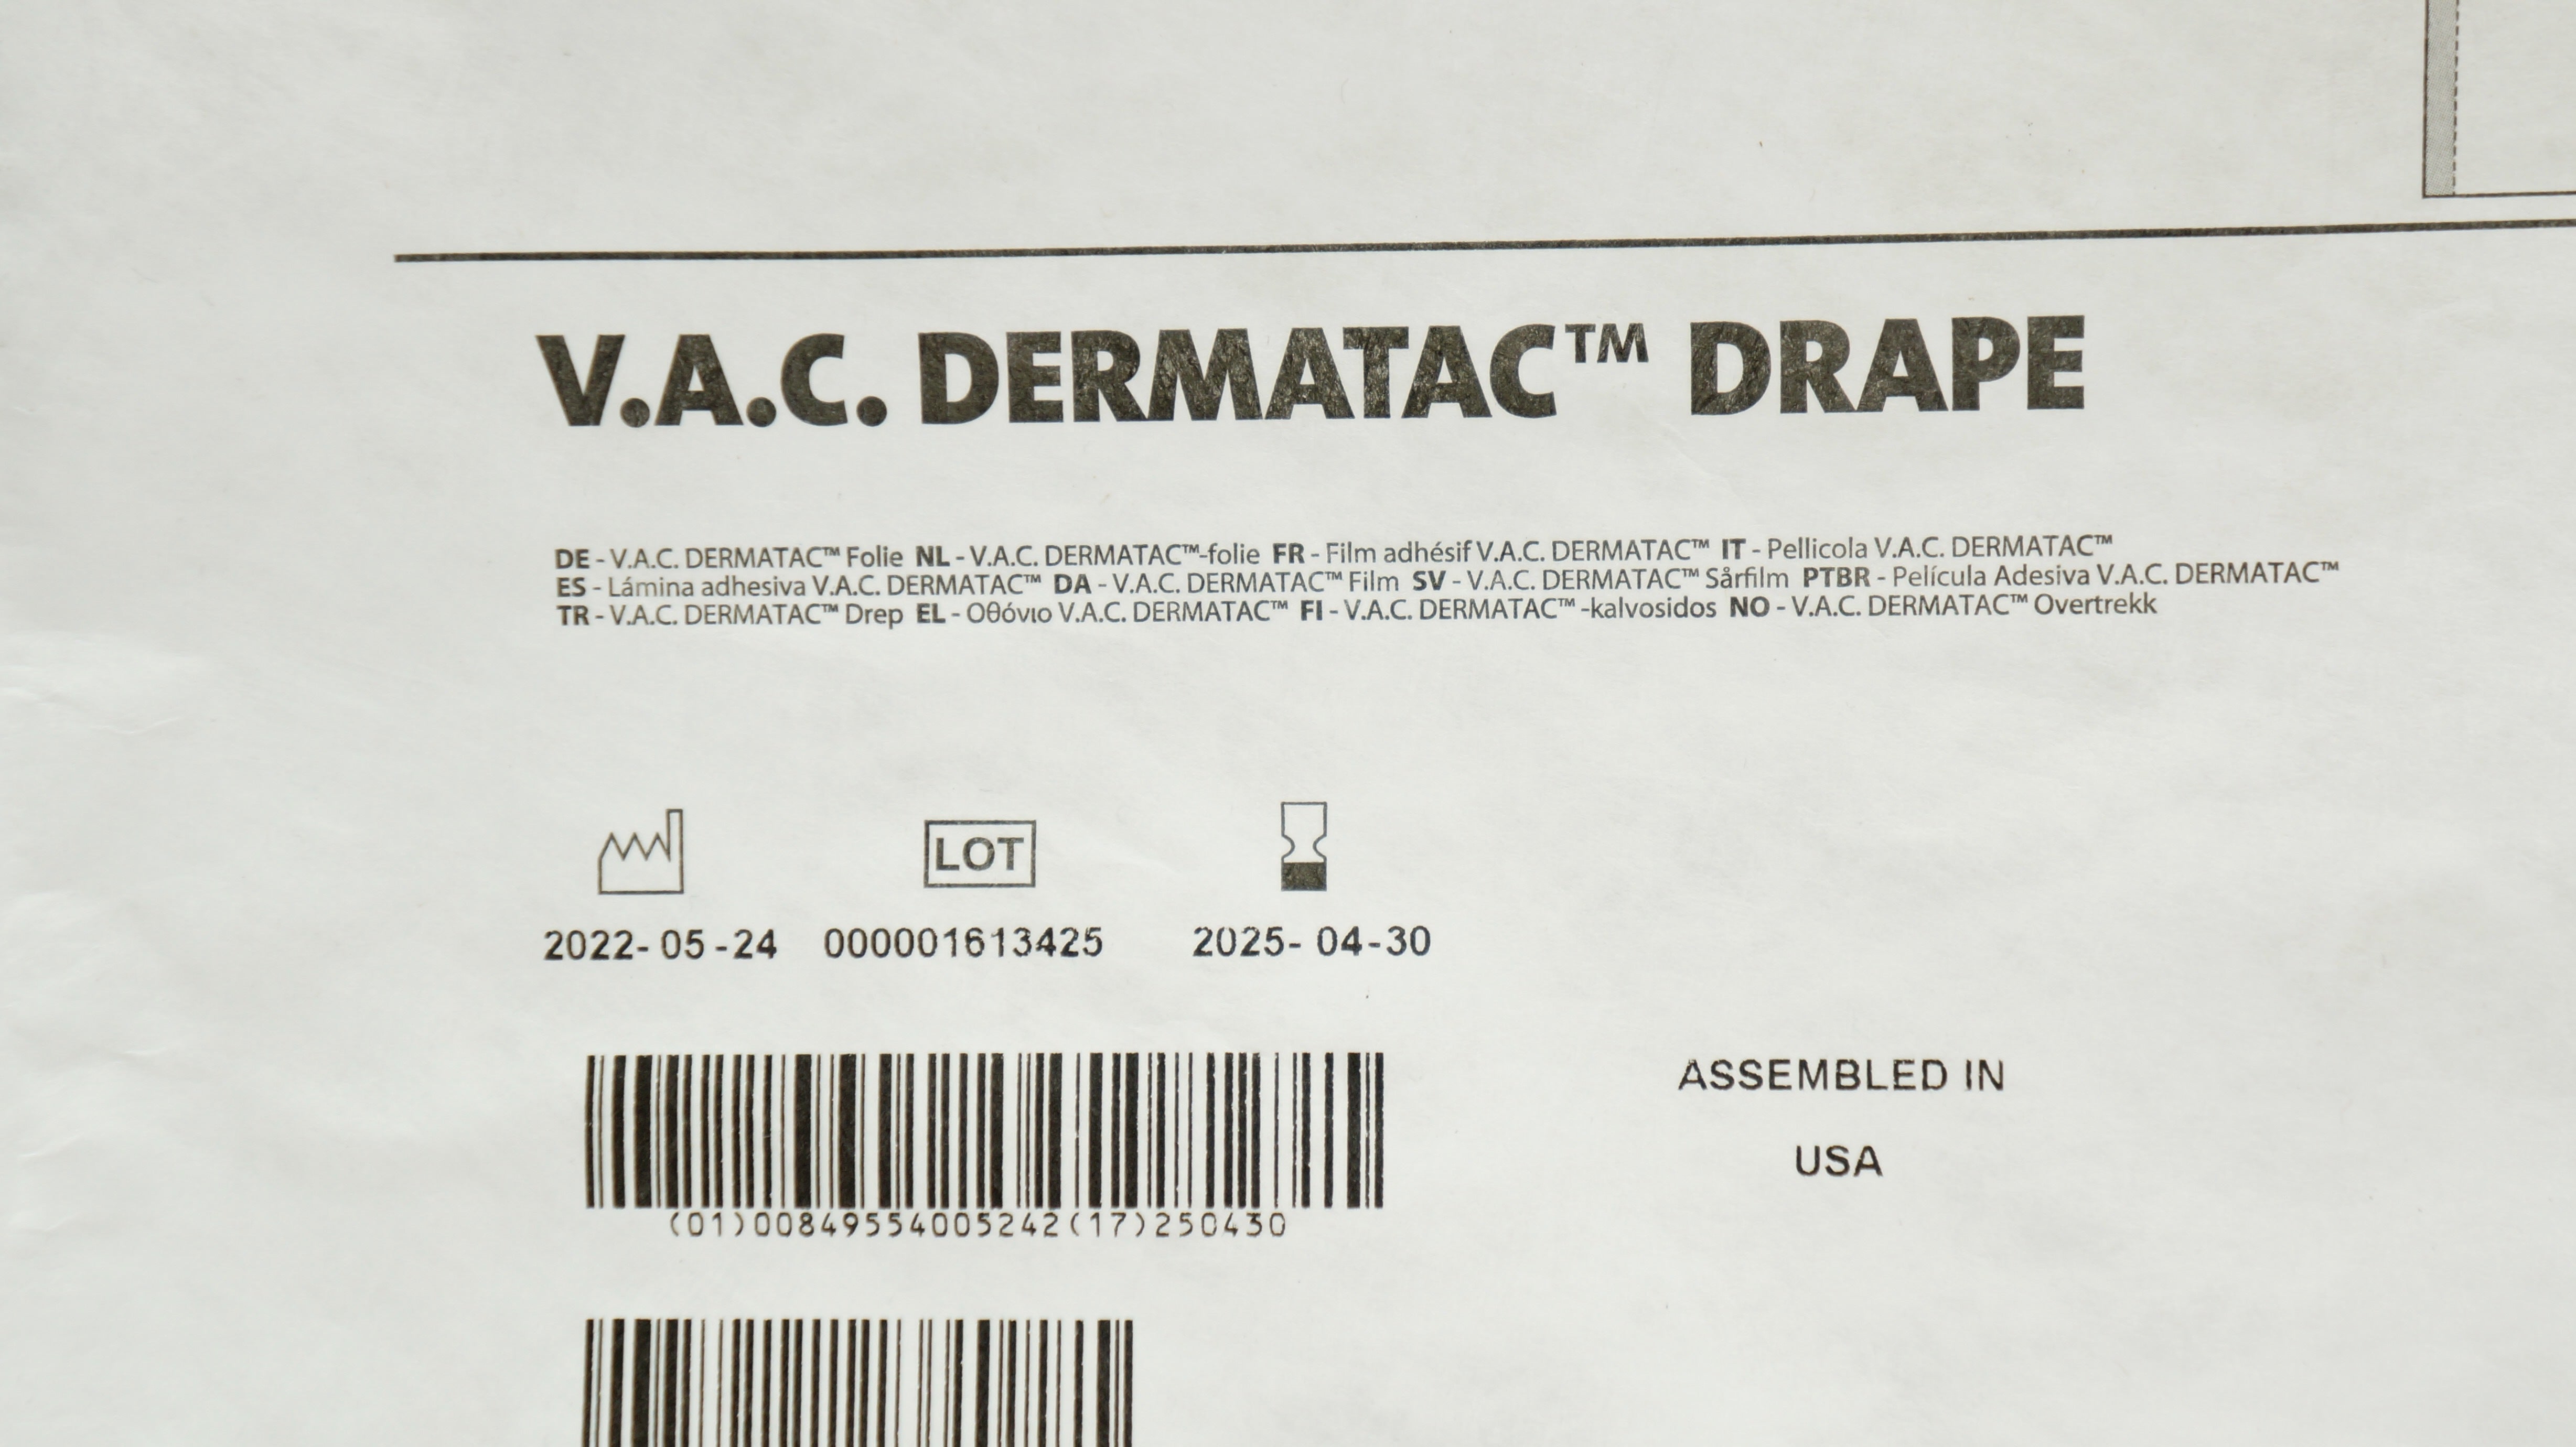 V.A.C. DERMATAC™ DRAPE
DE - V.A.C. DERMATAC™ Folie NL - V.A.C. DERMATAC™-folie FR - Film adhésif V.A.C. DERMATAC™ IT - Pellicola V.A.C. DERMATAC™
ES - Lámina adhesiva V.A.C. DERMATAC™ DA - V.A.C. DERMATAC™ Film SV - V.A.C. DERMATAC™ Sårfilm PTBR - Película Adesiva V.A.C. DERMATAC™
TR - V.A.C. DERMATAC™ Drep EL - Οθόνιο V.A.C. DERMATAC™ FI - V.A.C. DERMATAC™ -kalvosidos NO - V.A.C. DERMATAC™ Overtrekk
LOT
2022-05-24 000001613425 2025-04-30
ASSEMBLED IN
USA
(01)00849554005242(17)250430